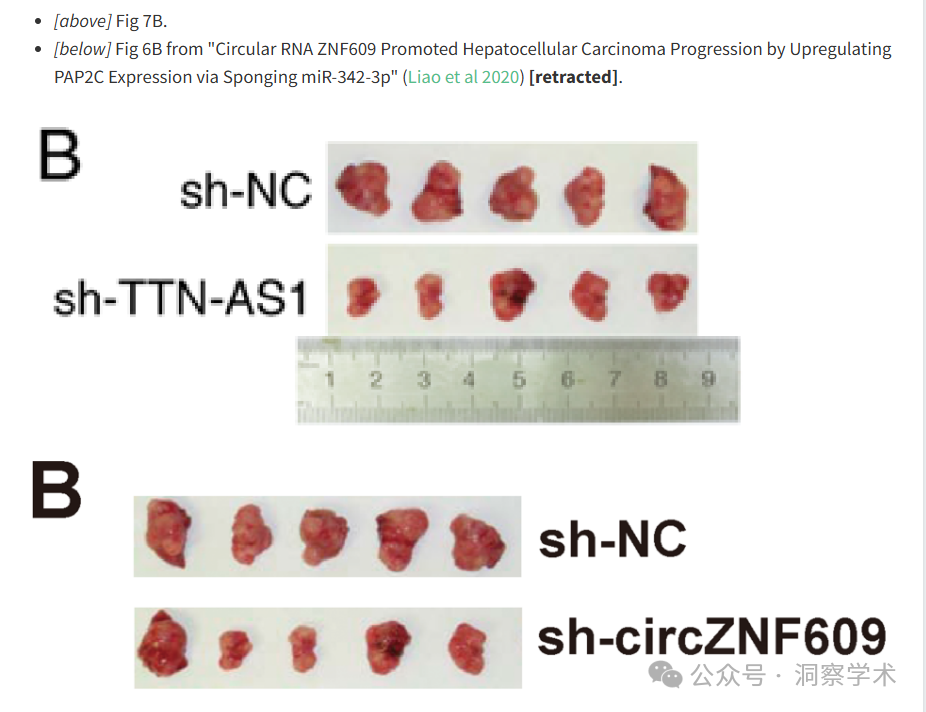 [above] Fig 7B.
[below] Fig 6B from "Circular RNA ZNF609 Promoted Hepatocellular Carcinoma Progression by Upregulating
PAP2C Expression via Sponging miR-342-3p" (Liao et al 2020) [retracted].
B
sh-NC
sh-TTN-AS1
1 2 3 4 5 6 7 8 9
B
sh-NC
sh-circZNF609
公众号 · 洞察学术